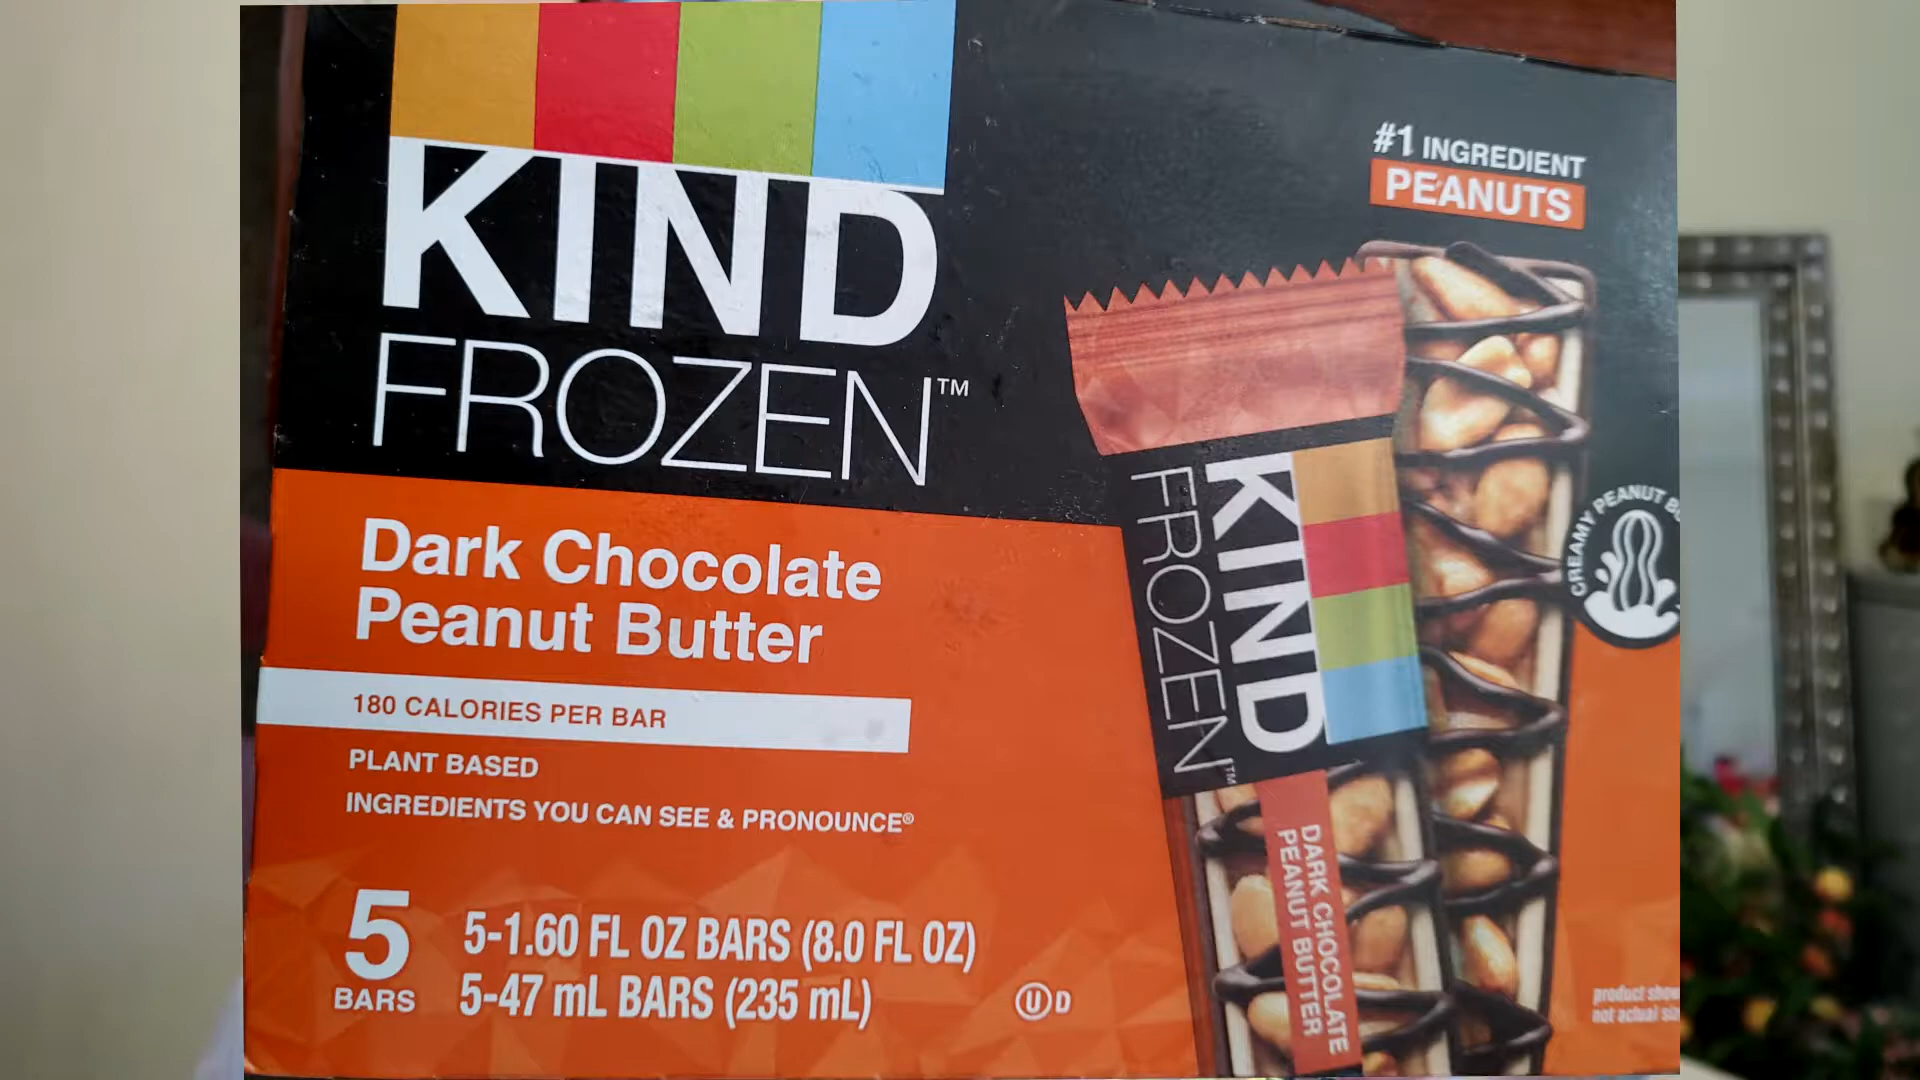 KIND
FROZEN™
Dark Chocolate
Peanut Butter
180 CALORIES PER BAR
PLANT BASED
INGREDIENTS YOU CAN SEE & PRONOUNCE®
5
BARS
5-1.60 FL OZ BARS (8.0 FL OZ)
5-47 mL BARS (235 mL)
U D
#1 INGREDIENT
PEANUTS
KIND
FROZEN™
DARK CHOCOLATE
PEANUT BUTTER
CREAMY PEANUT
product
not actual